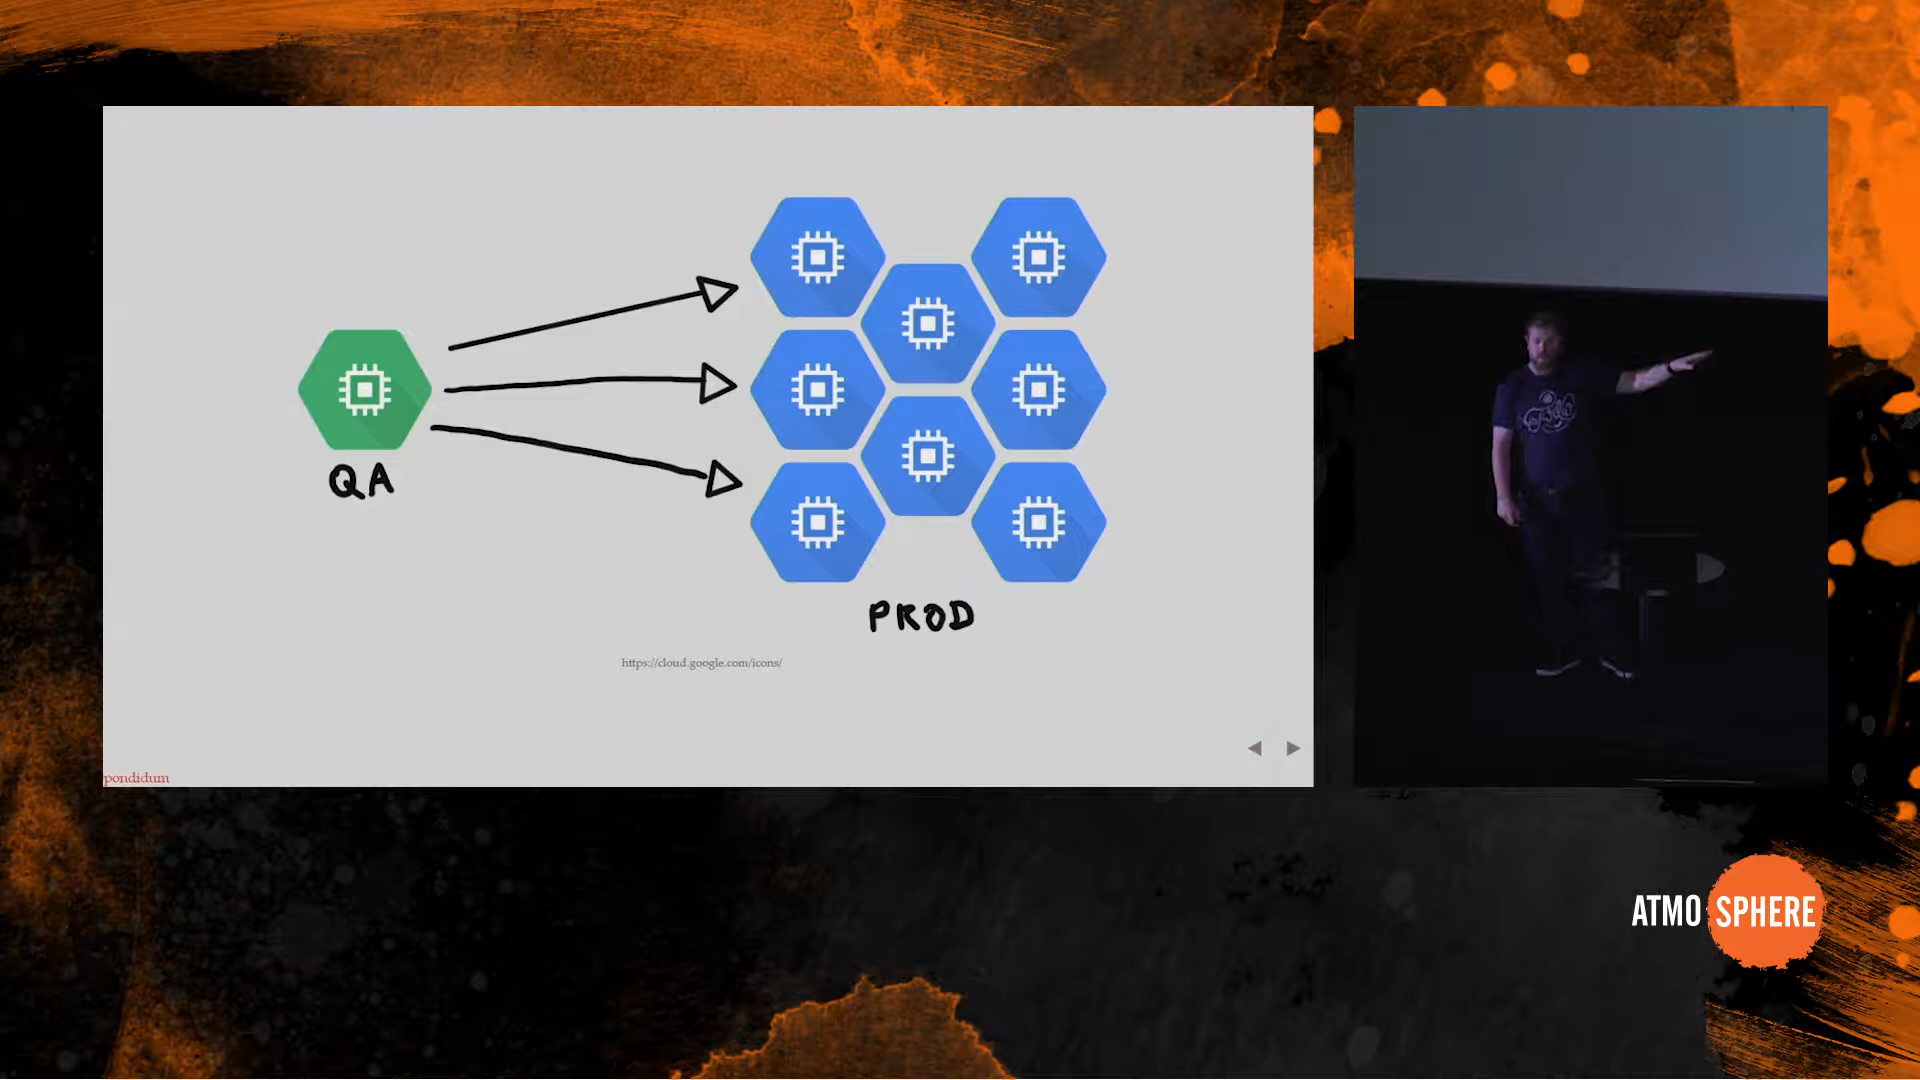 QA
PROD
https://cloud.google.com/icons/
pondidum
ATMO SPHERE